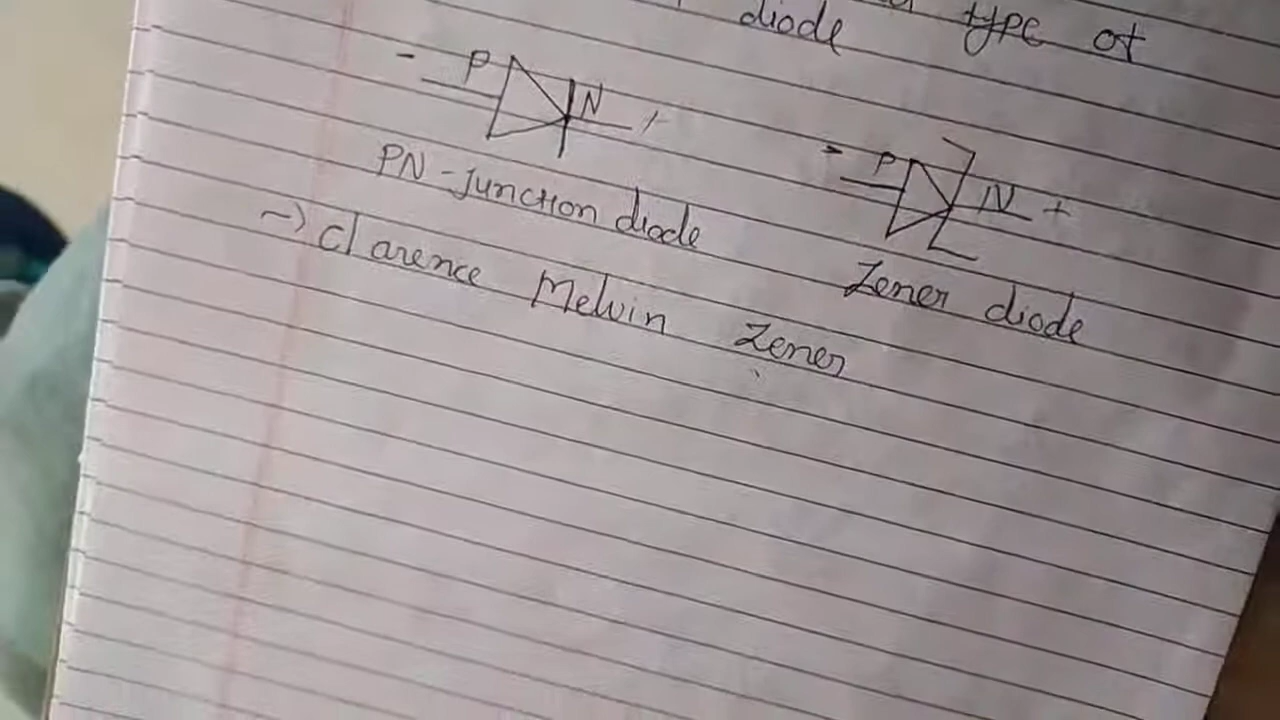 diode type of
- P N +
PN-Junction diode
- P N +
Zener diode
~) Clarence Melvin Zener